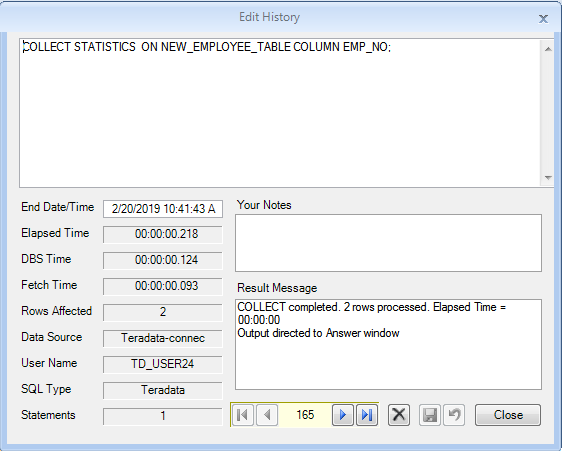 Edit History
COLLECT STATISTICS  ON NEW_EMPLOYEE_TABLE COLUMN EMP_NO;
End Date/Time 2/20/2019 10:41:43 A
Elapsed Time 00:00:00.218
DBS Time 00:00:00.124
Fetch Time 00:00:00.093
Rows Affected 2
Data Source Teradata-connec
User Name TD_USER24
SQL Type Teradata
Statements 1
Your Notes
Result Message
COLLECT completed. 2 rows processed. Elapsed Time =
00:00:00
Output directed to Answer window
165
Close